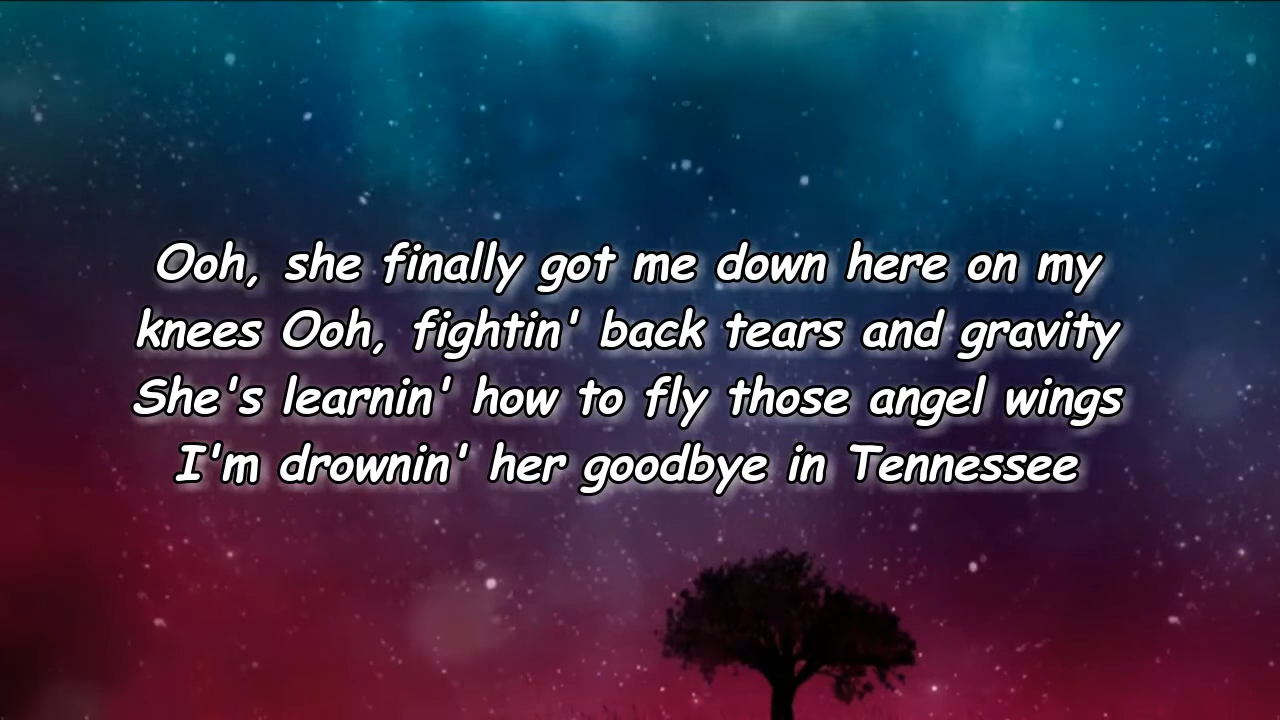 Ooh, she finally got me down here on my
knees Ooh, fightin' back tears and gravity
She's learnin' how to fly those angel wings
I'm drownin' her goodbye in Tennessee